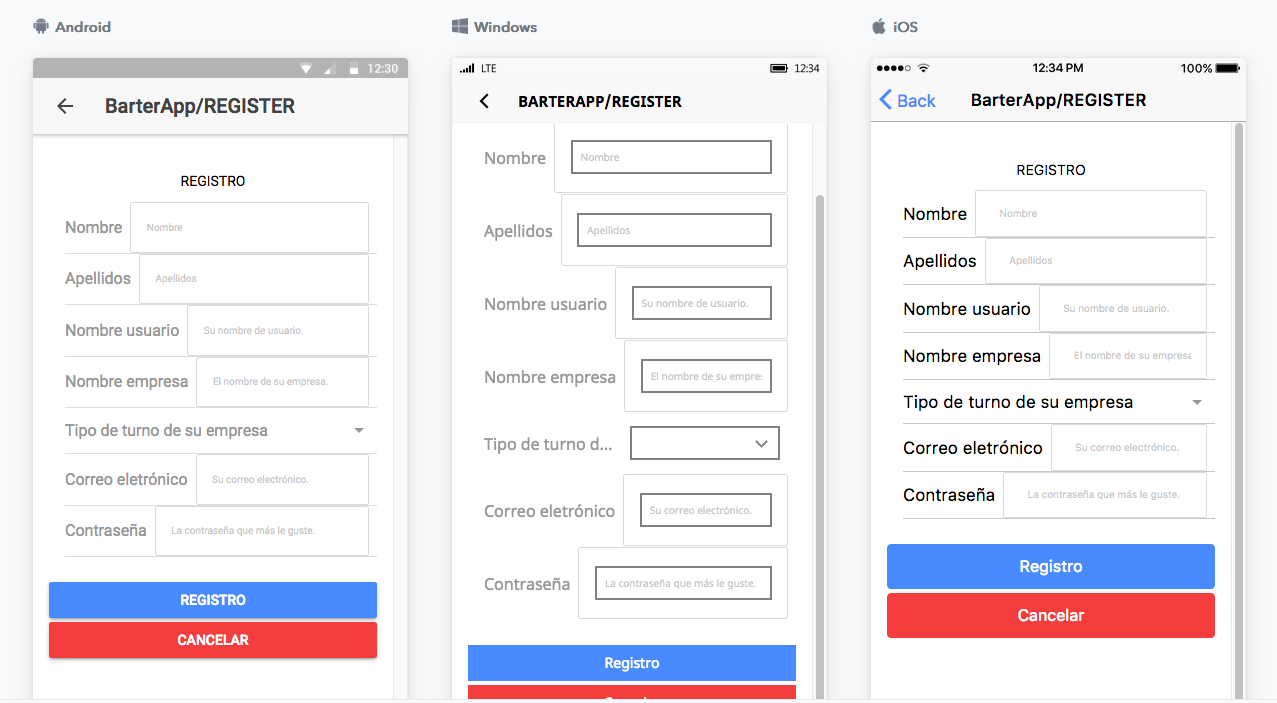 Android
12:30
BarterApp/REGISTER
REGISTRO
Nombre Nombre
Apellidos Apellidos
Nombre usuario Su nombre de usuario.
Nombre empresa El nombre de su empresa.
Tipo de turno de su empresa
Correo eletrónico Su correo electrónico.
Contraseña La contraseña que más le guste.
REGISTRO
CANCELAR
Windows
LTE 12:34
BARTERAPP/REGISTER
Nombre Nombre
Apellidos Apellidos
Nombre usuario Su nombre de usuario.
Nombre empresa El nombre de su empres
Tipo de turno d...
Correo eletrónico Su correo electrónico.
Contraseña La contraseña que más le guste.
Registro
iOS
12:34 PM 100%
Back BarterApp/REGISTER
REGISTRO
Nombre Nombre
Apellidos Apellidos
Nombre usuario Su nombre de usuario.
Nombre empresa El nombre de su empresa
Tipo de turno de su empresa
Correo eletrónico Su correo electrónico.
Contraseña La contraseña que más le guste.
Registro
Cancelar